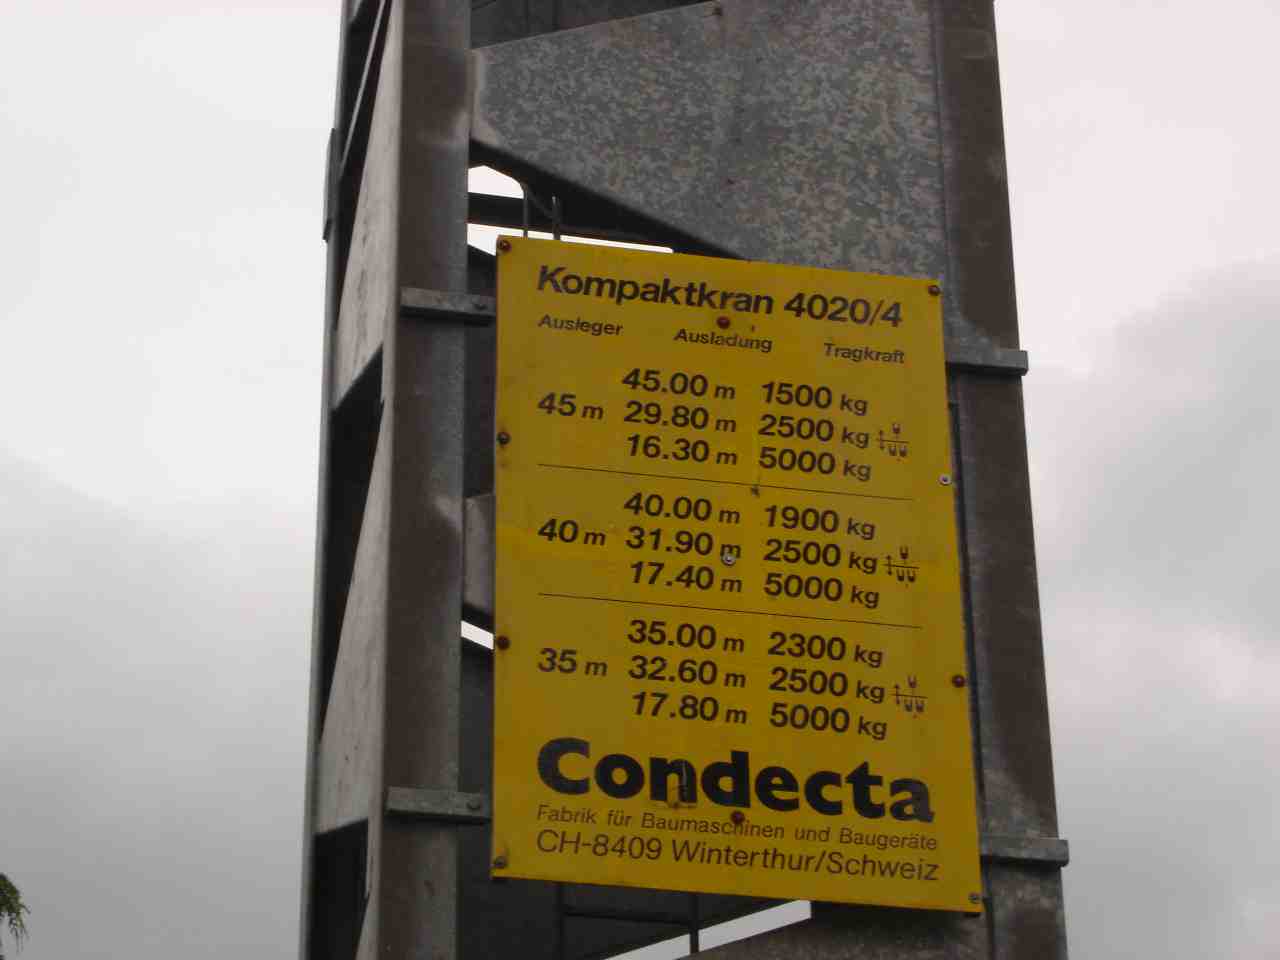 Kompaktkran 4020/4
Ausleger Ausladung Tragkraft
45.00 m 1500 kg
45 m 29.80 m 2500 kg
16.30 m 5000 kg
40.00 m 1900 kg
40 m 31.90 m 2500 kg
17.40 m 5000 kg
35.00 m 2300 kg
35 m 32.60 m 2500 kg
17.80 m 5000 kg
Condecta
Fabrik für Baumaschinen und Baugeräte
CH-8409 Winterthur/Schweiz